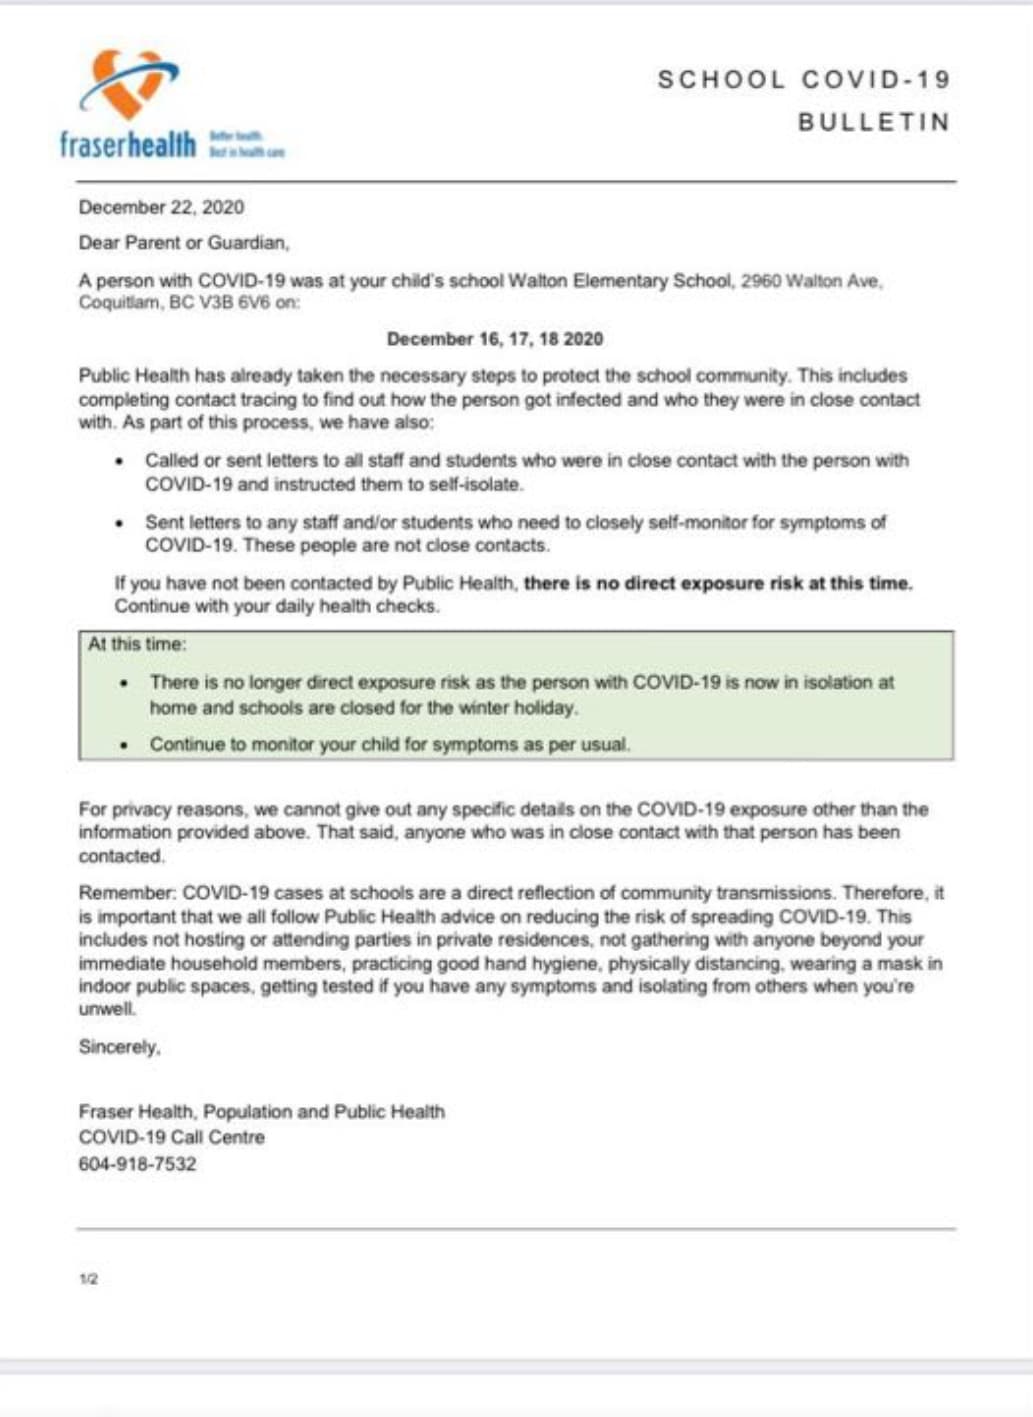 fraserhealth
Better health.
Best in health care.
SCHOOL COVID-19
BULLETIN
December 22, 2020
Dear Parent or Guardian,
A person with COVID-19 was at your child's school Walton Elementary School, 2960 Walton Ave,
Coquitlam, BC V3B 6V6 on:
December 16, 17, 18 2020
Public Health has already taken the necessary steps to protect the school community. This includes
completing contact tracing to find out how the person got infected and who they were in close contact
with. As part of this process, we have also:
• Called or sent letters to all staff and students who were in close contact with the person with
COVID-19 and instructed them to self-isolate.
• Sent letters to any staff and/or students who need to closely self-monitor for symptoms of
COVID-19. These people are not close contacts.
If you have not been contacted by Public Health, there is no direct exposure risk at this time.
Continue with your daily health checks.
At this time:
• There is no longer direct exposure risk as the person with COVID-19 is now in isolation at
home and schools are closed for the winter holiday.
• Continue to monitor your child for symptoms as per usual.
For privacy reasons, we cannot give out any specific details on the COVID-19 exposure other than the
information provided above. That said, anyone who was in close contact with that person has been
contacted.
Remember: COVID-19 cases at schools are a direct reflection of community transmissions. Therefore, it
is important that we all follow Public Health advice on reducing the risk of spreading COVID-19. This
includes not hosting or attending parties in private residences, not gathering with anyone beyond your
immediate household members, practicing good hand hygiene, physically distancing, wearing a mask in
indoor public spaces, getting tested if you have any symptoms and isolating from others when you're
unwell.
Sincerely,
Fraser Health, Population and Public Health
COVID-19 Call Centre
604-918-7532
1/2